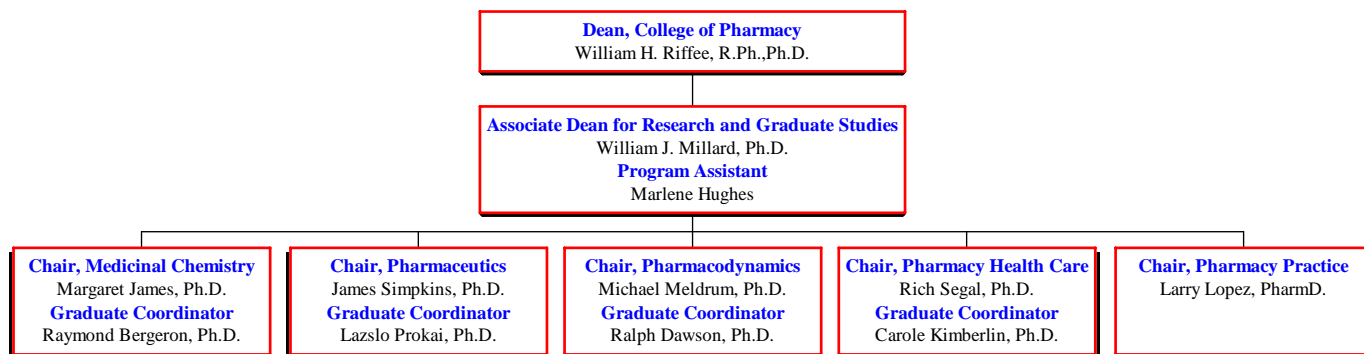 Dean, College of Pharmacy
William H. Riffee, R.Ph.,Ph.D.
Associate Dean for Research and Graduate Studies
William J. Millard, Ph.D.
Program Assistant
Marlene Hughes
Chair, Medicinal Chemistry
Margaret James, Ph.D.
Graduate Coordinator
Raymond Bergeron, Ph.D.
Chair, Pharmaceutics
James Simpkins, Ph.D.
Graduate Coordinator
Lazslo Prokai, Ph.D.
Chair, Pharmacodynamics
Michael Meldrum, Ph.D.
Graduate Coordinator
Ralph Dawson, Ph.D.
Chair, Pharmacy Health Care
Rich Segal, Ph.D.
Graduate Coordinator
Carole Kimberlin, Ph.D.
Chair, Pharmacy Practice
Larry Lopez, PharmD.